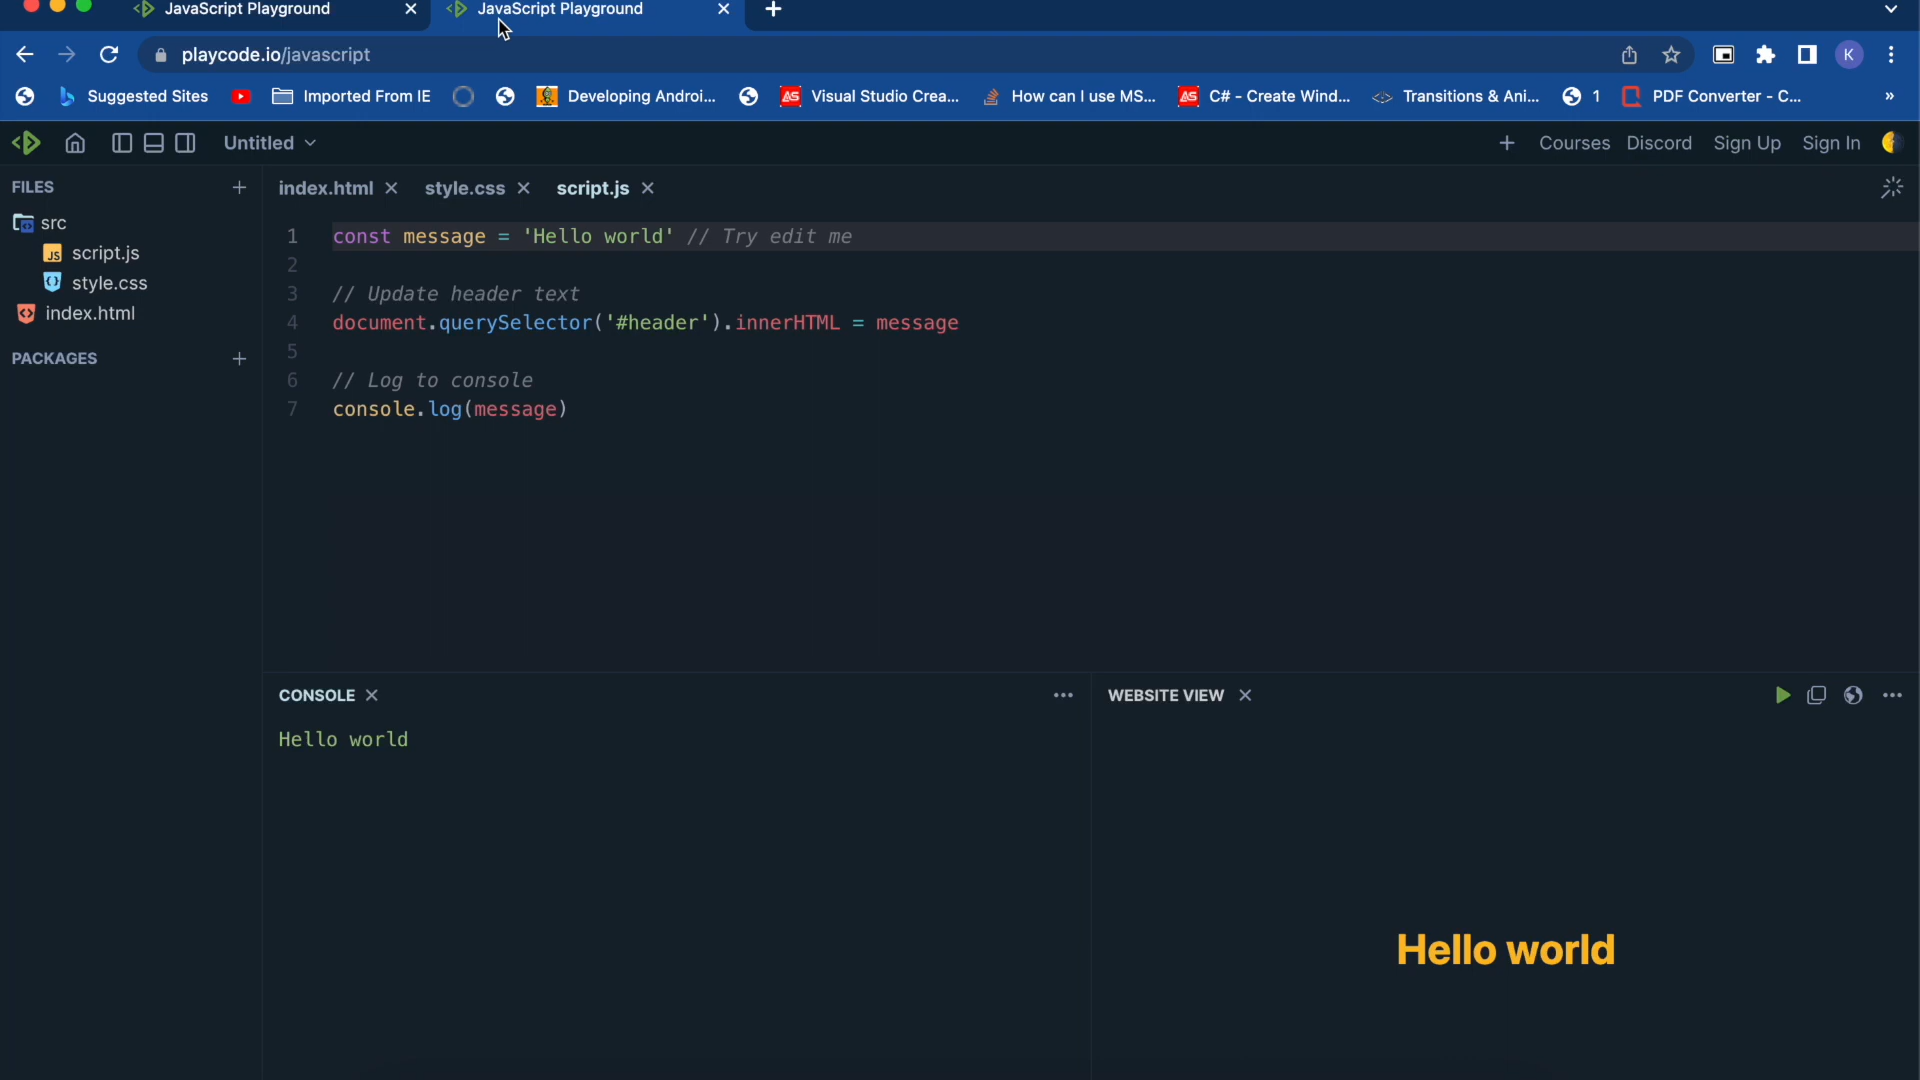 JavaScript Playground
JavaScript Playground
playcode.io/javascript
K
Suggested Sites
Imported From IE
Developing Androi...
Visual Studio Crea...
How can I use MS...
C# - Create Wind...
Transitions & Ani...
1
PDF Converter - C...
»
Untitled
Courses
Discord
Sign Up
Sign In
FILES
src
script.js
style.css
index.html
PACKAGES
index.html
style.css
script.js
1 const message = 'Hello world' // Try edit me
2
3 // Update header text
4 document.querySelector('#header').innerHTML = message
5
6 // Log to console
7 console.log(message)
CONSOLE
Hello world
WEBSITE VIEW
Hello world